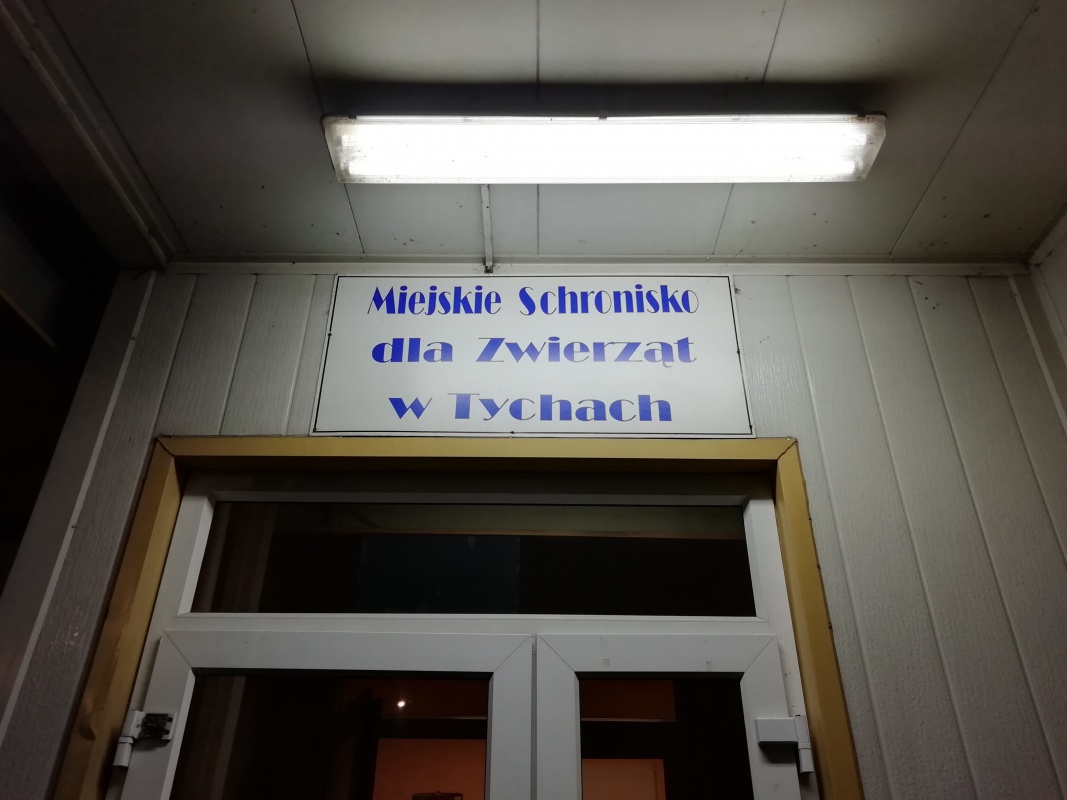 Miejskie Schronisko
dla Zwierząt
w Tychach